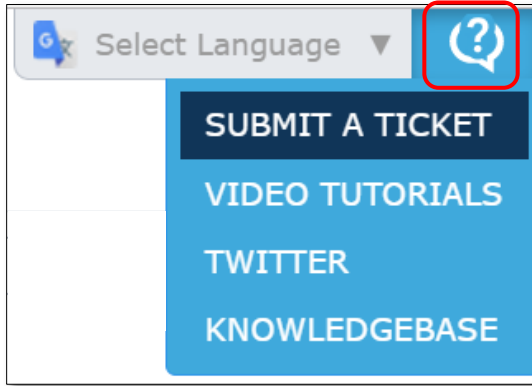 Select Language ▼
SUBMIT A TICKET
VIDEO TUTORIALS
TWITTER
KNOWLEDGEBASE